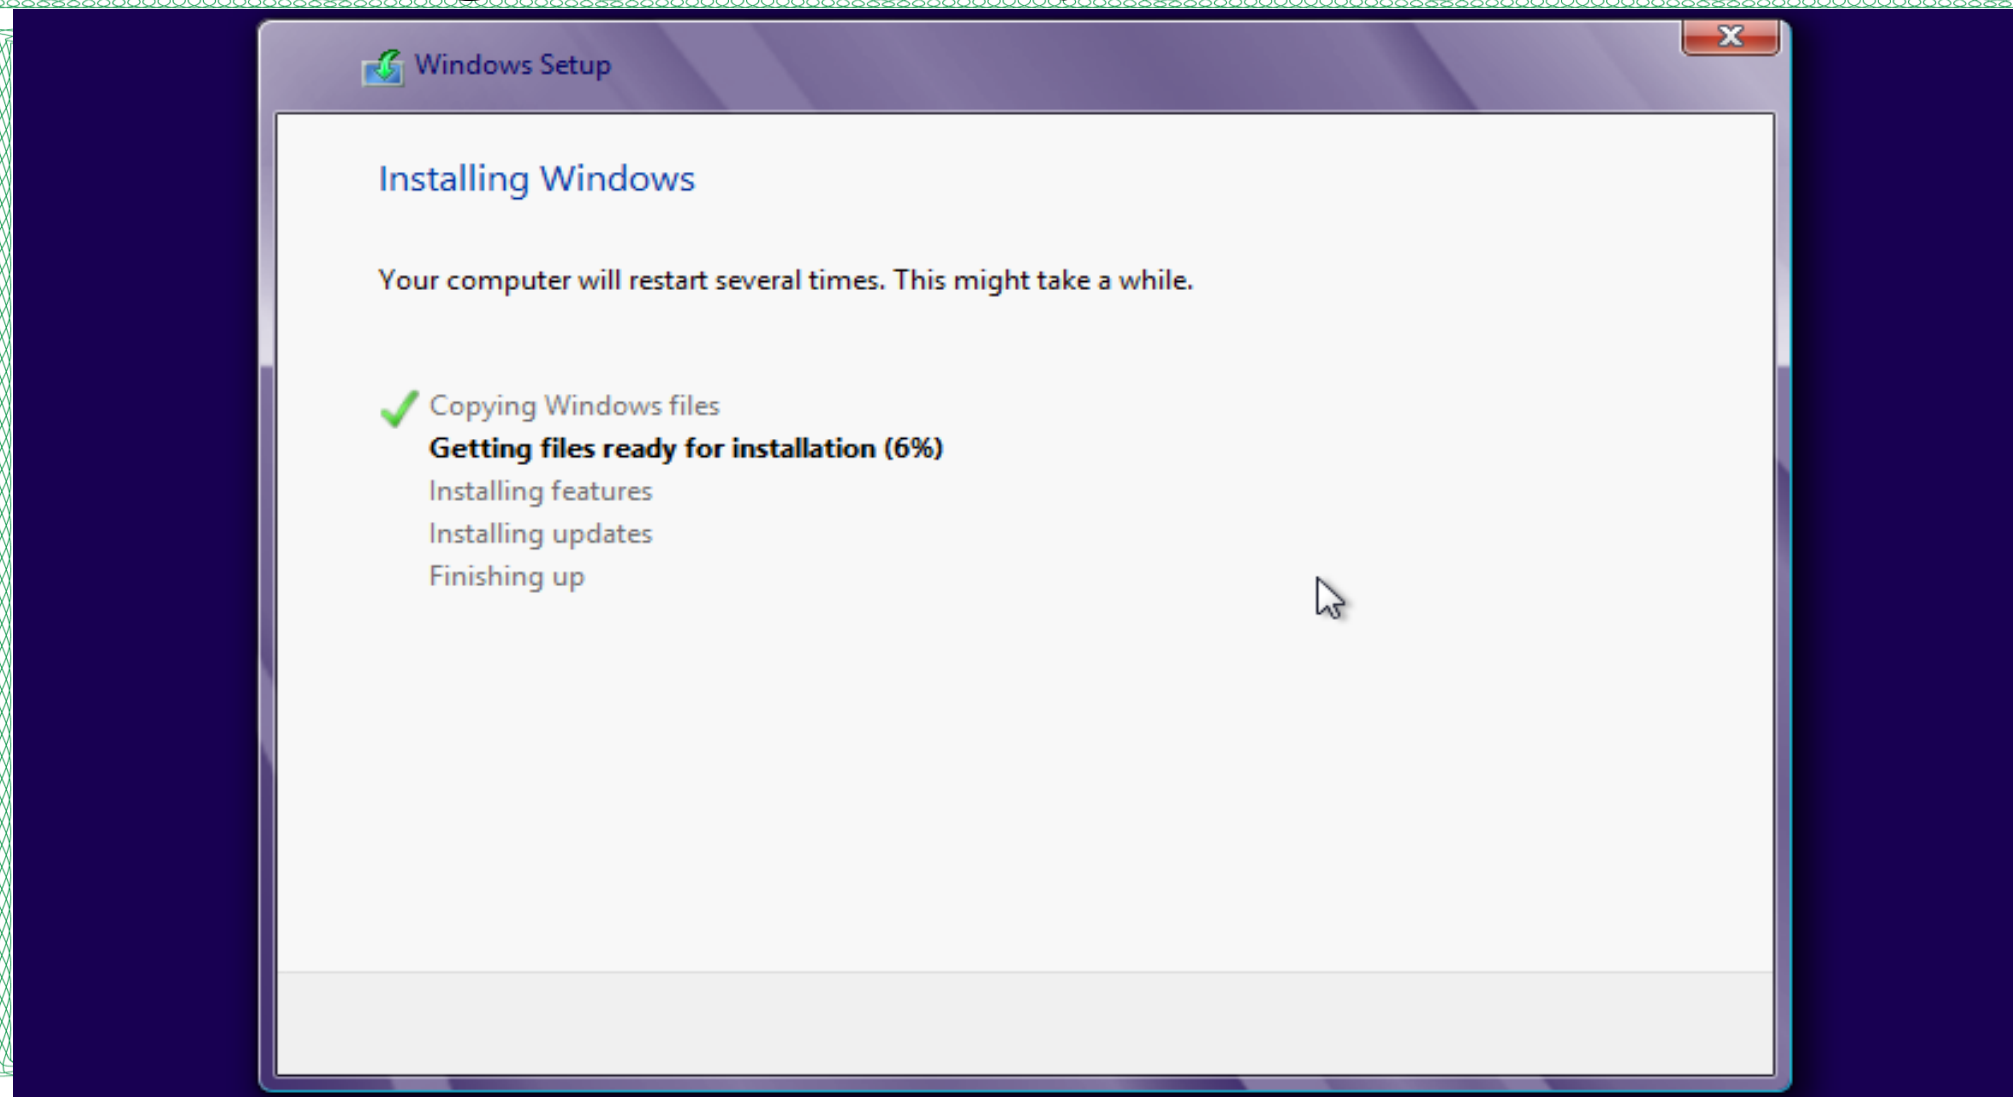 Windows Setup
Installing Windows
Your computer will restart several times. This might take a while.
Copying Windows files
Getting files ready for installation (6%)
Installing features
Installing updates
Finishing up